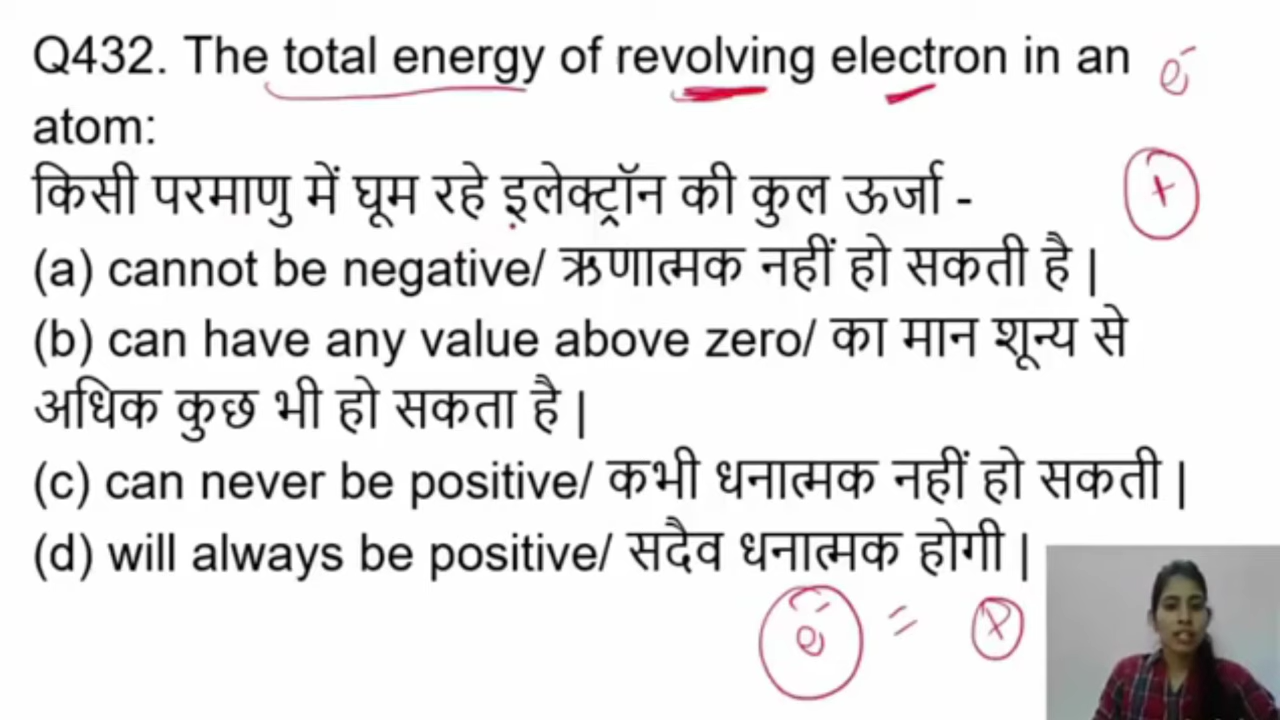 Q432. The total energy of revolving electron in an
atom:
किसी परमाणु में घूम रहे इलेक्ट्रॉन की कुल ऊर्जा -
(a) cannot be negative/ ऋणात्मक नहीं हो सकती है |
(b) can have any value above zero/ का मान शून्य से
अधिक कुछ भी हो सकता है |
(c) can never be positive/ कभी धनात्मक नहीं हो सकती |
(d) will always be positive/ सदैव धनात्मक होगी |
e-
+
e- =